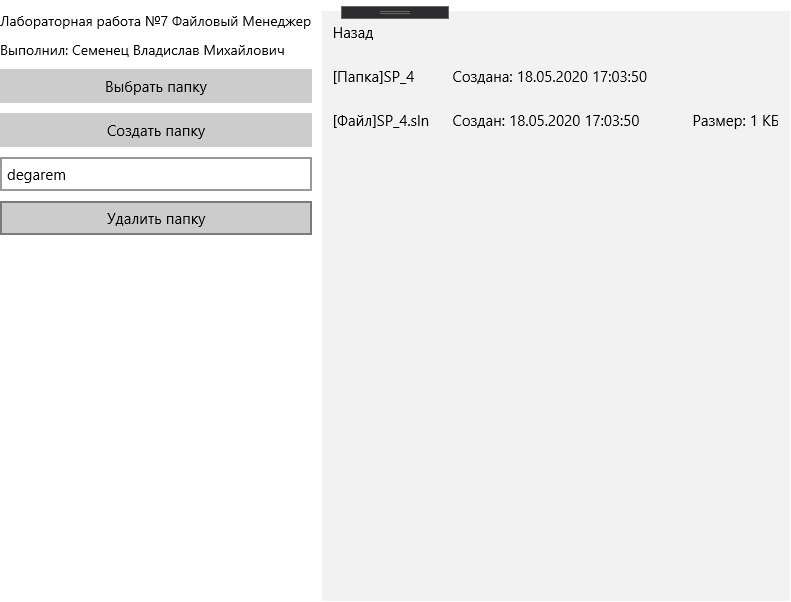 Лабораторная работа №7 Файловый Менеджер
Выполнил: Семенец Владислав Михайлович
Выбрать папку
Создать папку
degarem
Удалить папку
Назад
[Папка]SP_4 Создана: 18.05.2020 17:03:50
[Файл]SP_4.sln Создан: 18.05.2020 17:03:50 Размер: 1 КБ